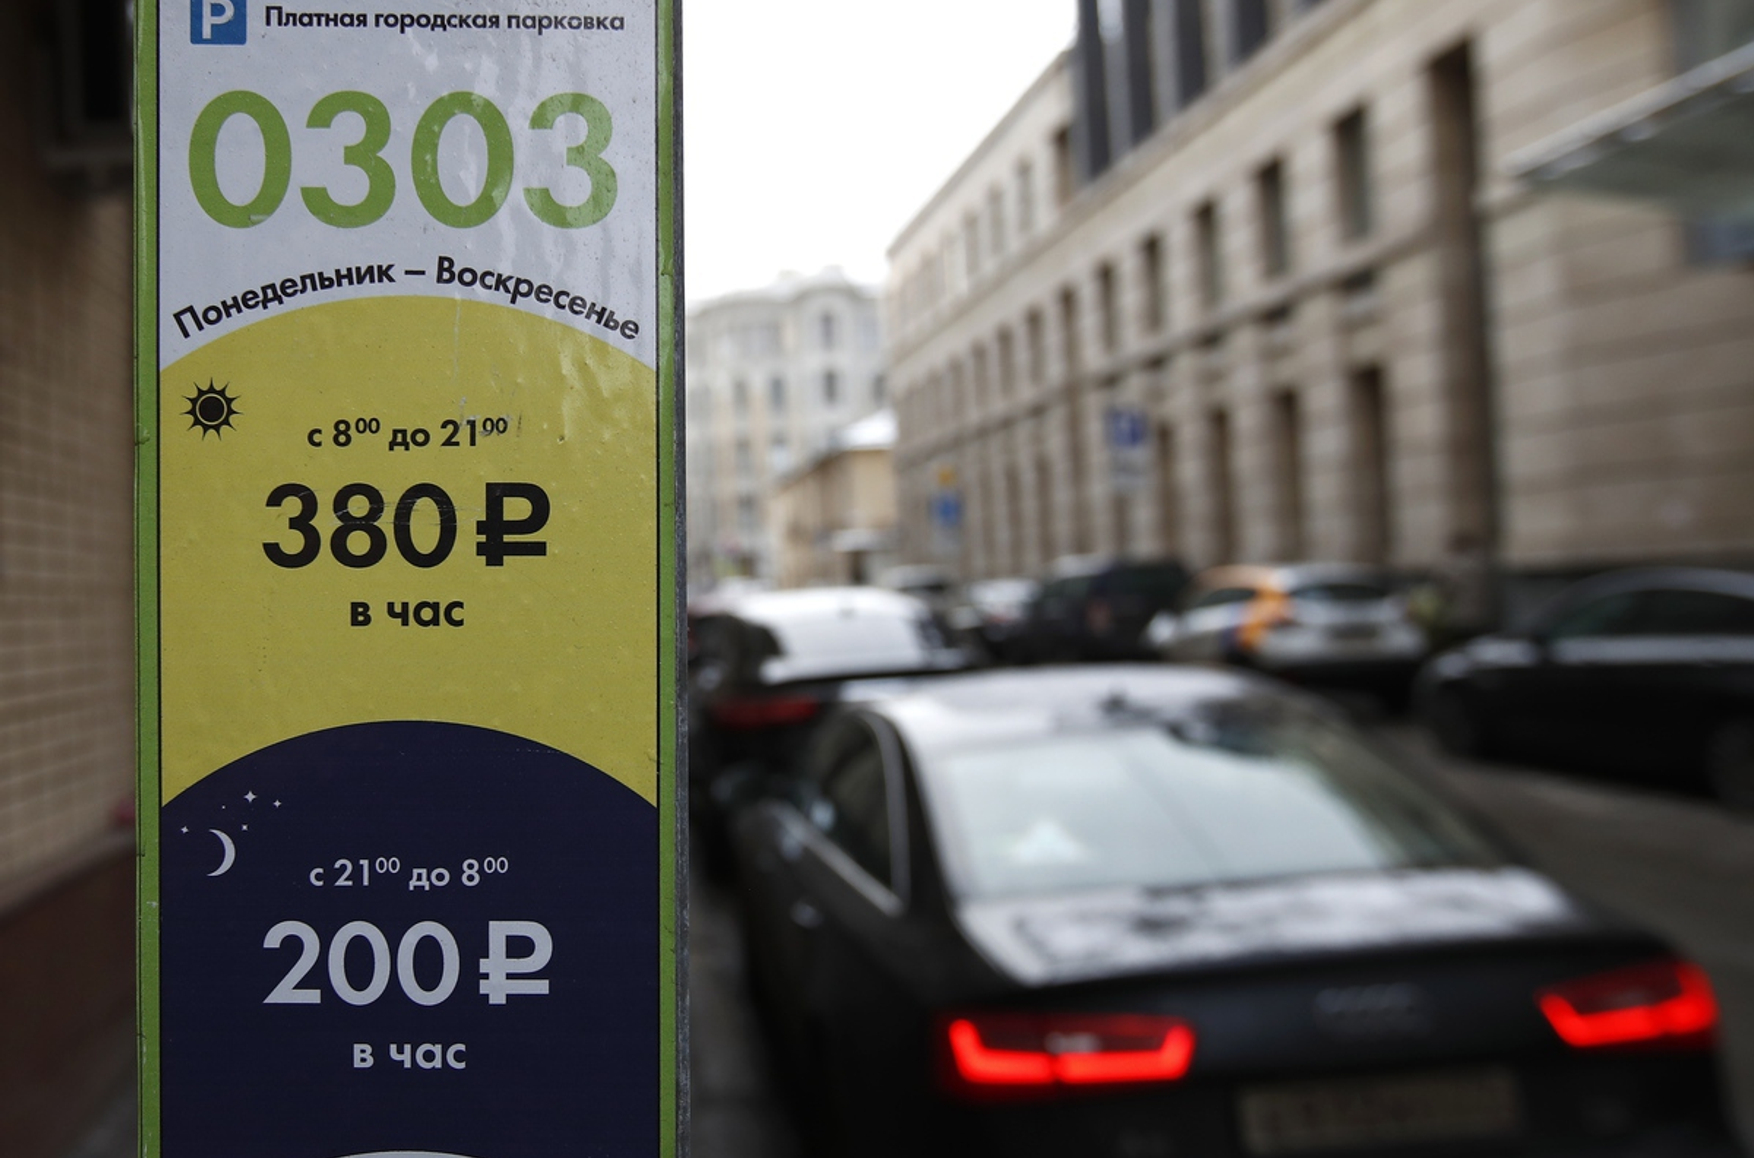 P Платная городская парковка
0303
Понедельник – Воскресенье
с 8⁰⁰ до 21⁰⁰
380 ₽
в час
с 21⁰⁰ до 8⁰⁰
200 ₽
в час